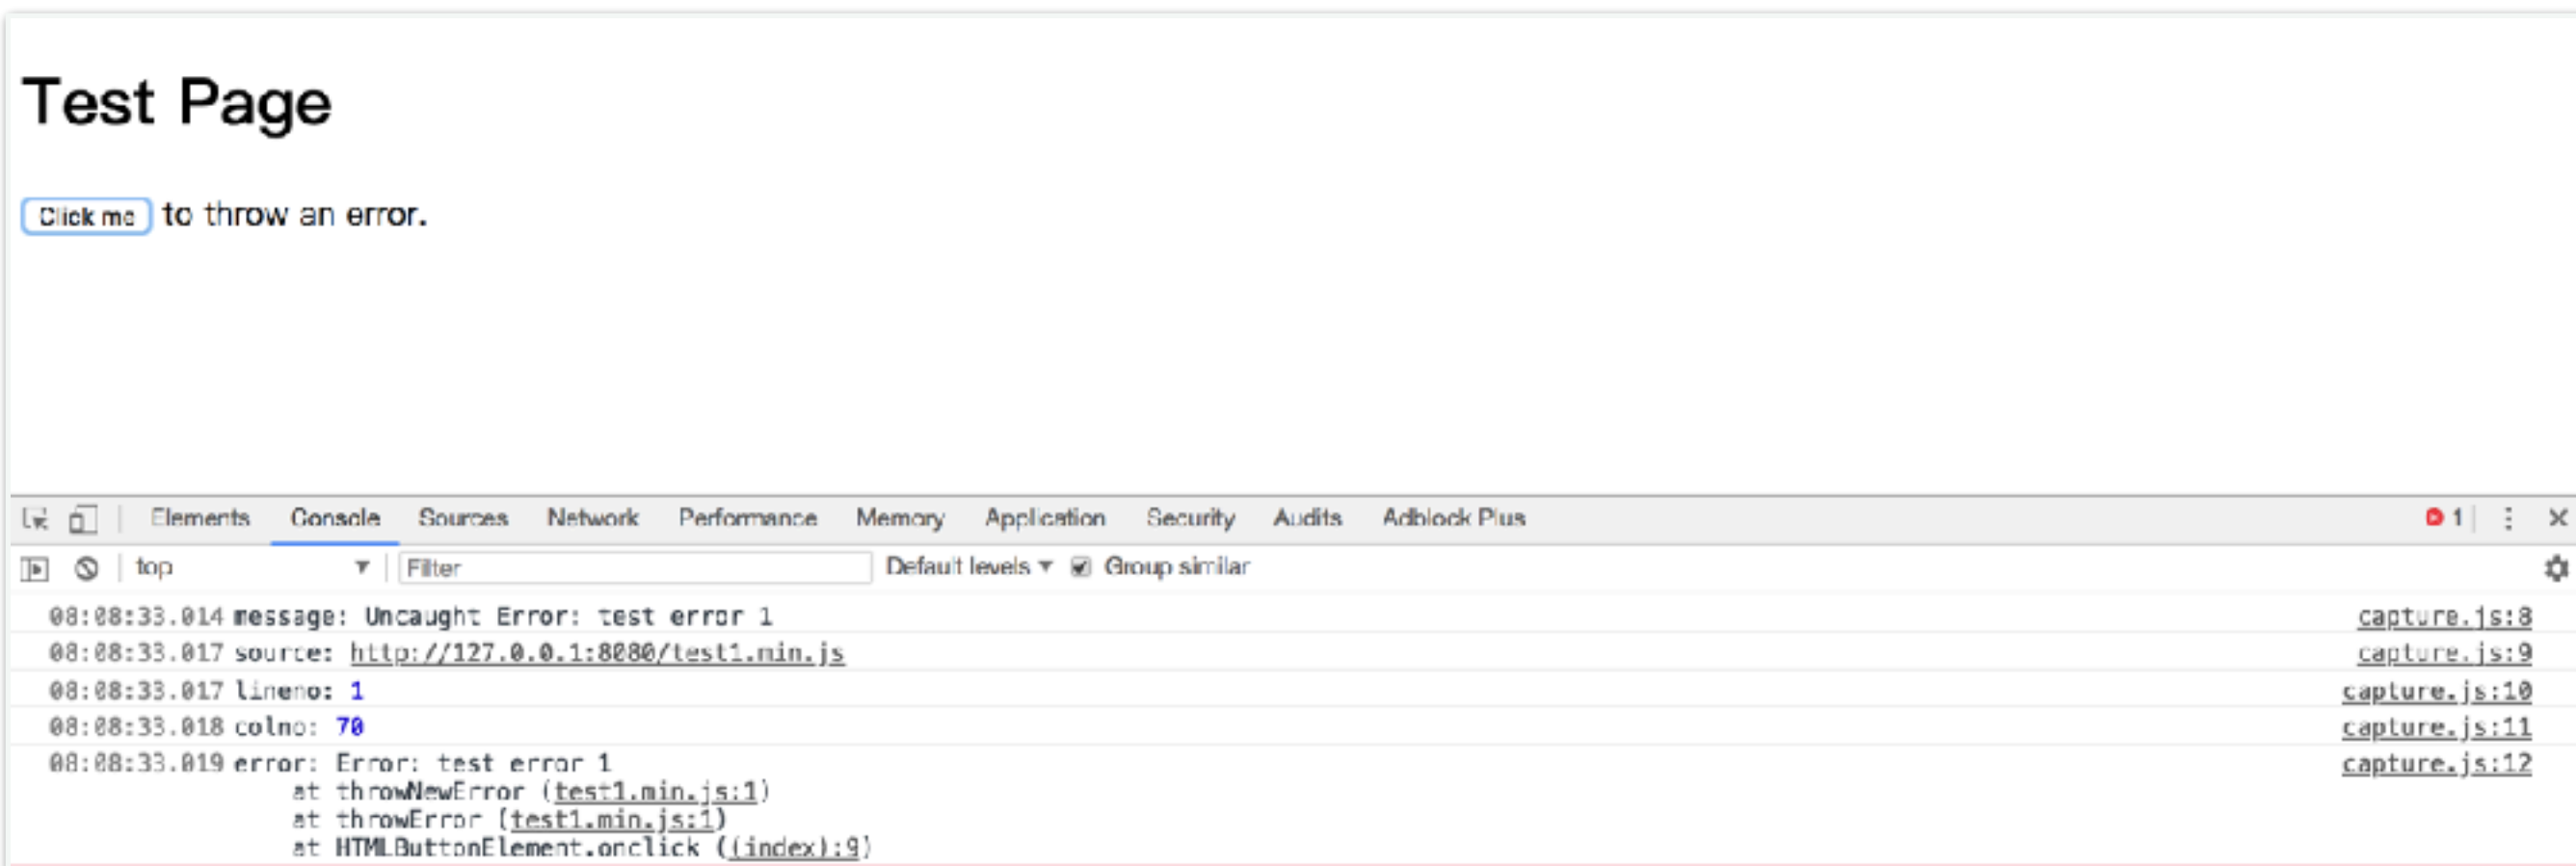 Test Page
Click me to throw an error.
Elements Console Sources Network Performance Memory Application Security Audits Adblock Plus 1
top Filter Default levels Group similar
08:08:33.014 message: Uncaught Error: test error 1 capture.js:8
08:08:33.017 source: http://127.0.0.1:8080/test1.min.js capture.js:9
08:08:33.017 lineno: 1 capture.js:10
08:08:33.018 colno: 70 capture.js:11
08:08:33.019 error: Error: test error 1 capture.js:12
at throwNewError (test1.min.js:1)
at throwError (test1.min.js:1)
at HTMLButtonElement.onclick ((index):9)